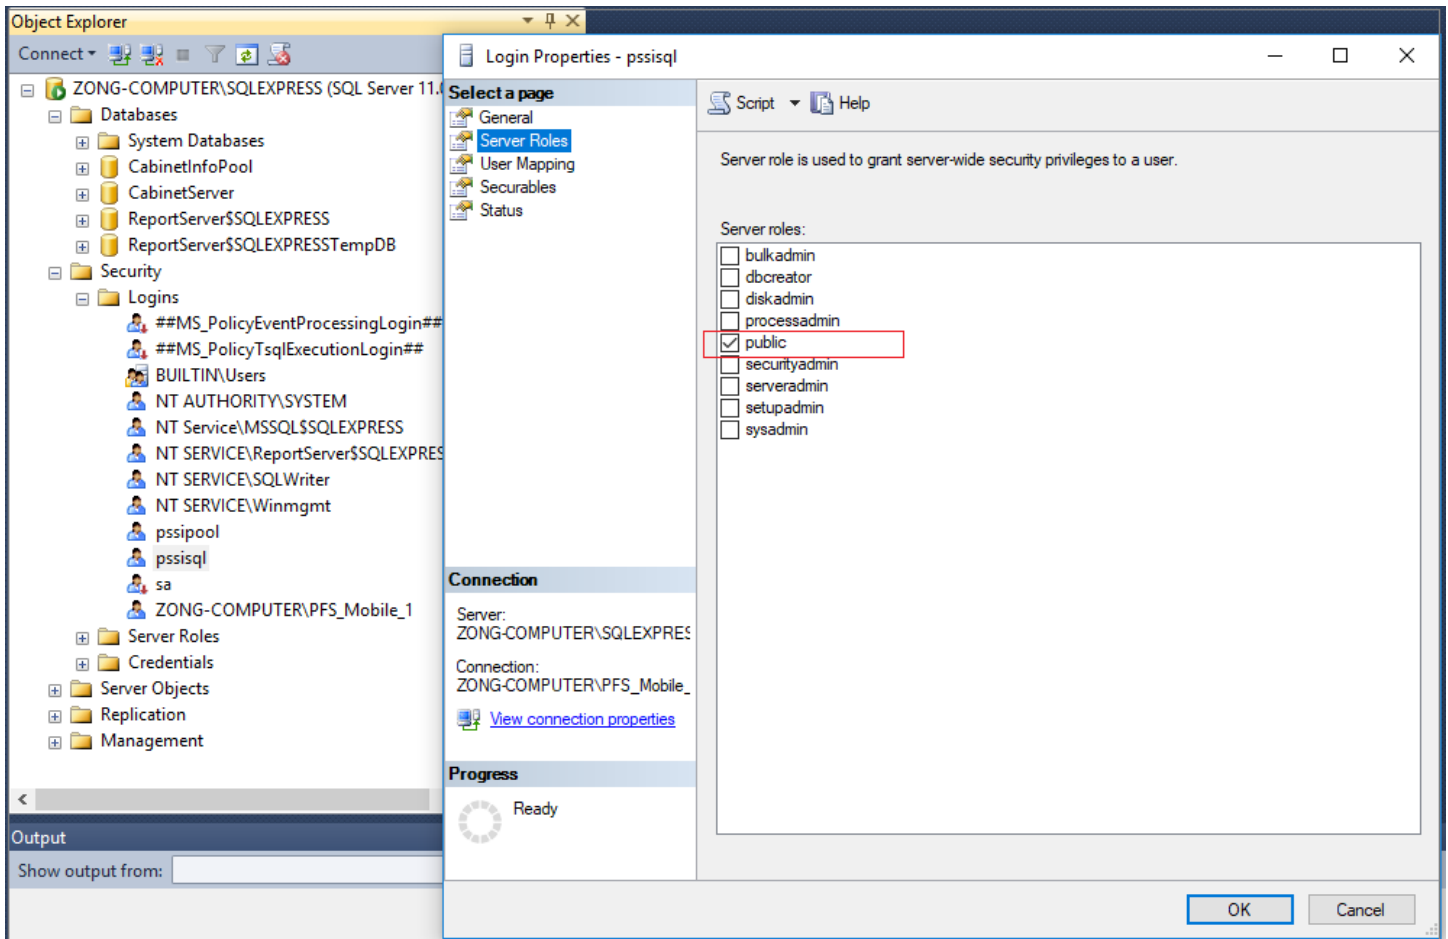 Object Explorer
Connect
ZONG-COMPUTER\SQLEXPRESS (SQL Server 11.
Databases
System Databases
CabinetInfoPool
CabinetServer
ReportServer$SQLEXPRESS
ReportServer$SQLEXPRESSTempDB
Security
Logins
##MS_PolicyEventProcessingLogin##
##MS_PolicyTsqlExecutionLogin##
BUILTIN\Users
NT AUTHORITY\SYSTEM
NT Service\MSSQL$SQLEXPRESS
NT SERVICE\ReportServer$SQLEXPRES
NT SERVICE\SQLWriter
NT SERVICE\Winmgmt
pssipool
pssisql
sa
ZONG-COMPUTER\PFS_Mobile_1
Server Roles
Credentials
Server Objects
Replication
Management
Output
Show output from:
Login Properties - pssisql
Select a page
General
Server Roles
User Mapping
Securables
Status
Connection
Server:
ZONG-COMPUTER\SQLEXPRES
Connection:
ZONG-COMPUTER\PFS_Mobile_
View connection properties
Progress
Ready
Script
Help
Server role is used to grant server-wide security privileges to a user.
Server roles:
bulkadmin
dbcreator
diskadmin
processadmin
public
securityadmin
serveradmin
setupadmin
sysadmin
OK
Cancel